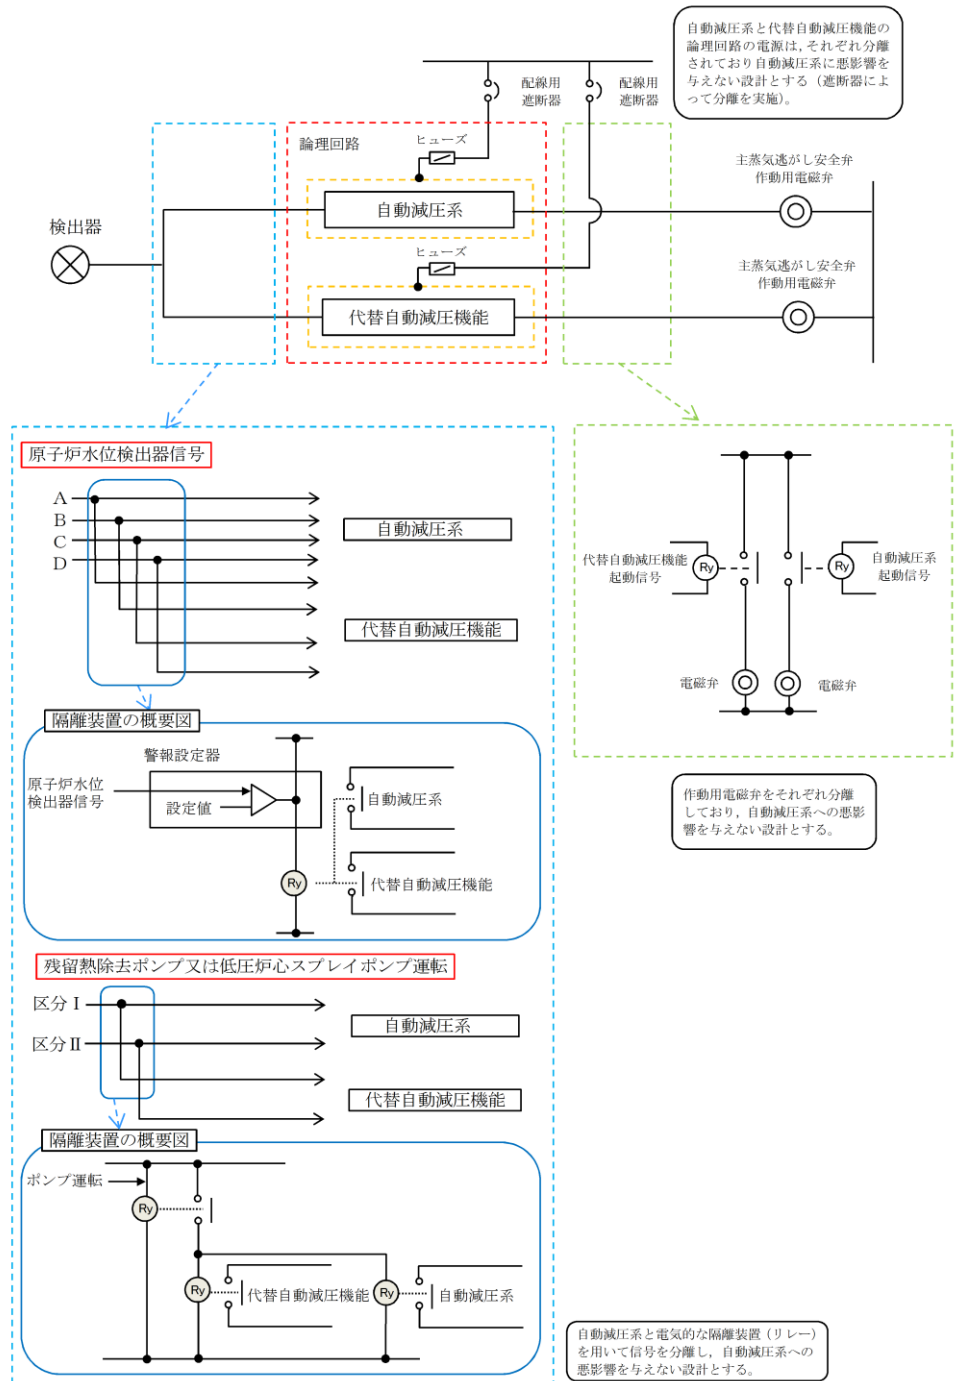 自動減圧系と代替自動減圧機能の
論理回路の電源は,それぞれ分離
されており自動減圧系に悪影響を
与えない設計とする（遮断器によ
って分離を実施）。
配線用
遮断器
配線用
遮断器
論理回路
ヒューズ
自動減圧系
主蒸気逃がし安全弁
作動用電磁弁
検出器
ヒューズ
代替自動減圧機能
主蒸気逃がし安全弁
作動用電磁弁
原子炉水位検出器信号
A
B
C
D
自動減圧系
代替自動減圧機能
代替自動減圧機能
起動信号
Ry
Ry
自動減圧系
起動信号
電磁弁
電磁弁
作動用電磁弁をそれぞれ分離
しており，自動減圧系への悪影
響を与えない設計とする。
隔離装置の概要図
警報設定器
原子炉水位
検出器信号
設定値
自動減圧系
Ry
代替自動減圧機能
残留熱除去ポンプ又は低圧炉心スプレイポンプ運転
区分Ⅰ
区分Ⅱ
自動減圧系
代替自動減圧機能
隔離装置の概要図
ポンプ運転
Ry
Ry
代替自動減圧機能
Ry
自動減圧系
自動減圧系と電気的な隔離装置（リレー）
を用いて信号を分離し，自動減圧系への
悪影響を与えない設計とする。